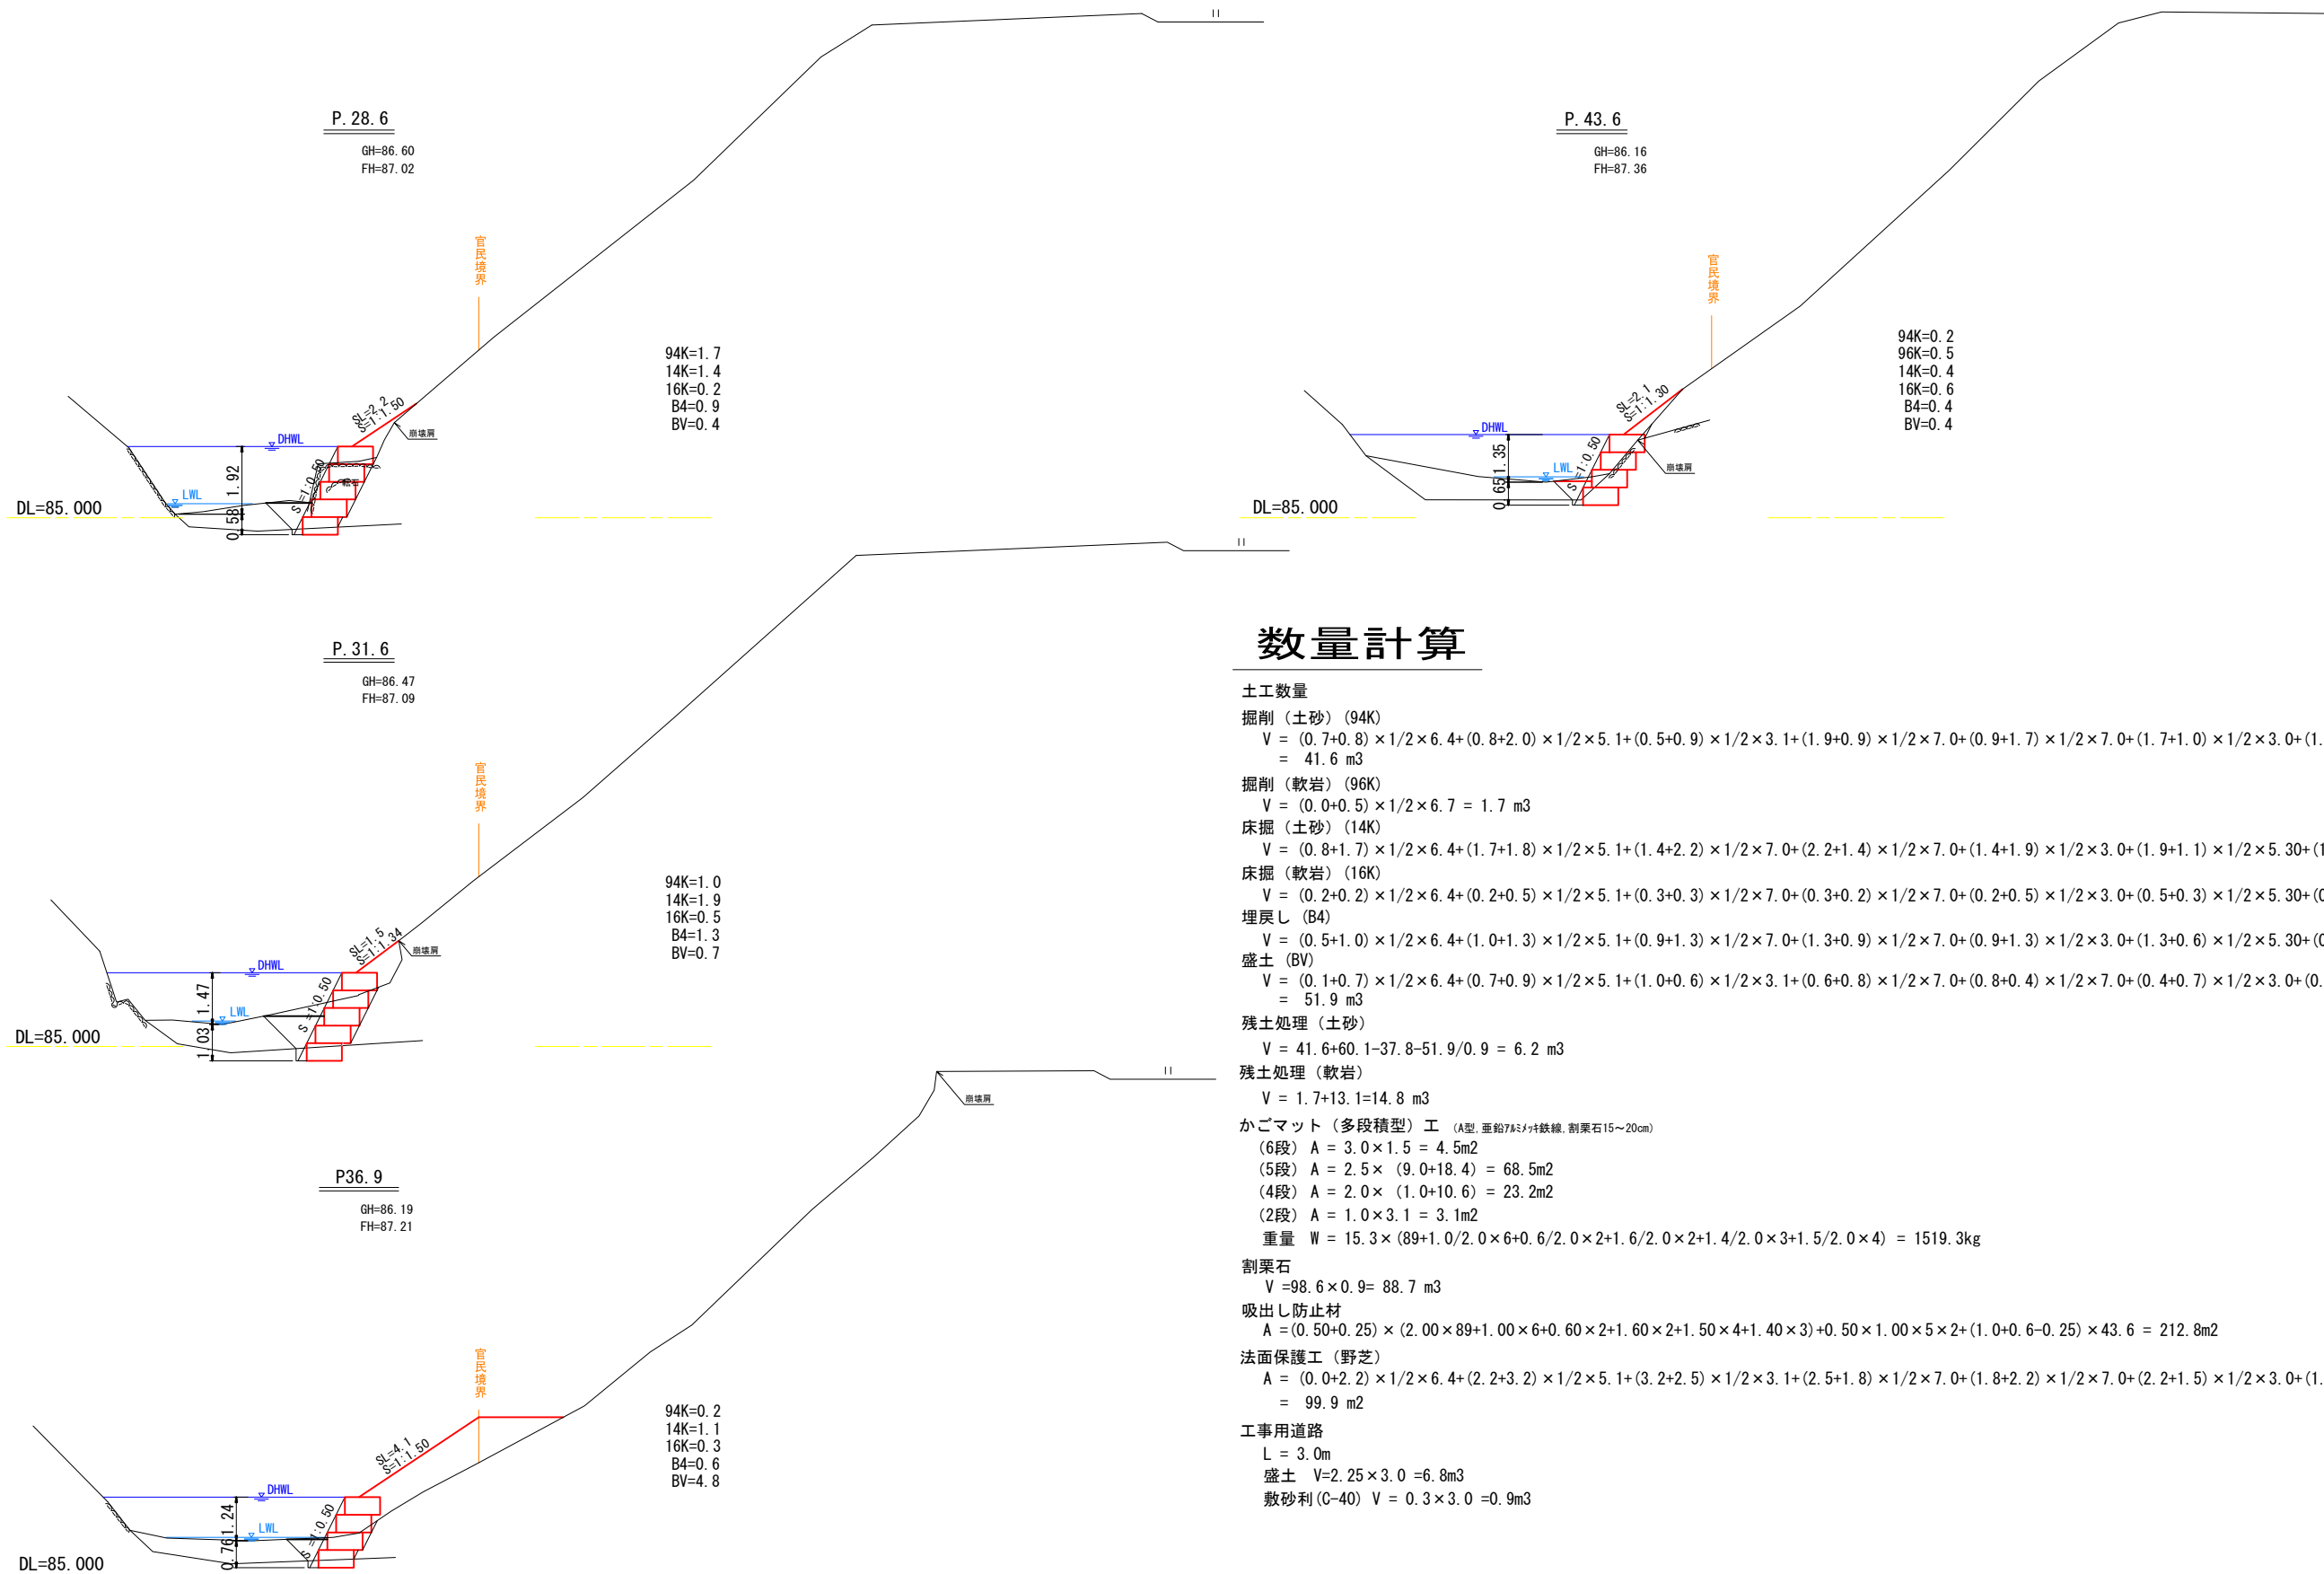 P.28.6
GH=86.60
FH=87.02
官民境界
94K=1.7
14K=1.4
16K=0.2
B4=0.9
BV=0.4
SL=2.2
S=1:1.50
崩壊肩
DHWL
LWL
1.92
0.58
S=1:0.50
転石
DL=85.000
P.43.6
GH=86.16
FH=87.36
官民境界
94K=0.2
96K=0.5
14K=0.4
16K=0.6
B4=0.4
BV=0.4
SL=2.1
S=1:1.30
崩壊肩
DHWL
LWL
1.35
0.65
S=1:0.50
DL=85.000
P.31.6
GH=86.47
FH=87.09
官民境界
94K=1.0
14K=1.9
16K=0.5
B4=1.3
BV=0.7
SL=1.5
S=1:1.34
崩壊肩
DHWL
LWL
1.47
1.03
S=1:0.50
DL=85.000
P36.9
GH=86.19
FH=87.21
官民境界
崩壊肩
94K=0.2
14K=1.1
16K=0.3
B4=0.6
BV=4.8
SL=4.1
S=1:1.50
DHWL
LWL
1.24
0.76
S=1:0.50
DL=85.000
数量計算
土工数量
掘削（土砂）(94K)
V = (0.7+0.8)×1/2×6.4+(0.8+2.0)×1/2×5.1+(0.5+0.9)×1/2×3.1+(1.9+0.9)×1/2×7.0+(0.9+1.7)×1/2×7.0+(1.7+1.0)×1/2×3.0+(1.
= 41.6 m3
掘削（軟岩）(96K)
V = (0.0+0.5)×1/2×6.7 = 1.7 m3
床掘（土砂）(14K)
V = (0.8+1.7)×1/2×6.4+(1.7+1.8)×1/2×5.1+(1.4+2.2)×1/2×7.0+(2.2+1.4)×1/2×7.0+(1.4+1.9)×1/2×3.0+(1.9+1.1)×1/2×5.30+(1
床掘（軟岩）(16K)
V = (0.2+0.2)×1/2×6.4+(0.2+0.5)×1/2×5.1+(0.3+0.3)×1/2×7.0+(0.3+0.2)×1/2×7.0+(0.2+0.5)×1/2×3.0+(0.5+0.3)×1/2×5.30+(0
埋戻し（B4)
V = (0.5+1.0)×1/2×6.4+(1.0+1.3)×1/2×5.1+(0.9+1.3)×1/2×7.0+(1.3+0.9)×1/2×7.0+(0.9+1.3)×1/2×3.0+(1.3+0.6)×1/2×5.30+(0
盛土（BV)
V = (0.1+0.7)×1/2×6.4+(0.7+0.9)×1/2×5.1+(1.0+0.6)×1/2×3.1+(0.6+0.8)×1/2×7.0+(0.8+0.4)×1/2×7.0+(0.4+0.7)×1/2×3.0+(0.
= 51.9 m3
残土処理（土砂）
V = 41.6+60.1-37.8-51.9/0.9 = 6.2 m3
残土処理（軟岩）
V = 1.7+13.1=14.8 m3
かごマット（多段積型）工 （A型,亜鉛ｱﾙﾐﾒｯｷ鉄線,割栗石15～20cm）
（6段）A = 3.0×1.5 = 4.5m2
（5段）A = 2.5×（9.0+18.4）= 68.5m2
（4段）A = 2.0×（1.0+10.6）= 23.2m2
（2段）A = 1.0×3.1 = 3.1m2
重量 W = 15.3×(89+1.0/2.0×6+0.6/2.0×2+1.6/2.0×2+1.4/2.0×3+1.5/2.0×4) = 1519.3kg
割栗石
V =98.6×0.9= 88.7 m3
吸出し防止材
A =(0.50+0.25)×(2.00×89+1.00×6+0.60×2+1.60×2+1.50×4+1.40×3)+0.50×1.00×5×2+(1.0+0.6-0.25)×43.6 = 212.8m2
法面保護工（野芝）
A = (0.0+2.2)×1/2×6.4+(2.2+3.2)×1/2×5.1+(3.2+2.5)×1/2×3.1+(2.5+1.8)×1/2×7.0+(1.8+2.2)×1/2×7.0+(2.2+1.5)×1/2×3.0+(1.
= 99.9 m2
工事用道路
L = 3.0m
盛土 V=2.25×3.0 =6.8m3
敷砂利(C-40) V = 0.3×3.0 =0.9m3